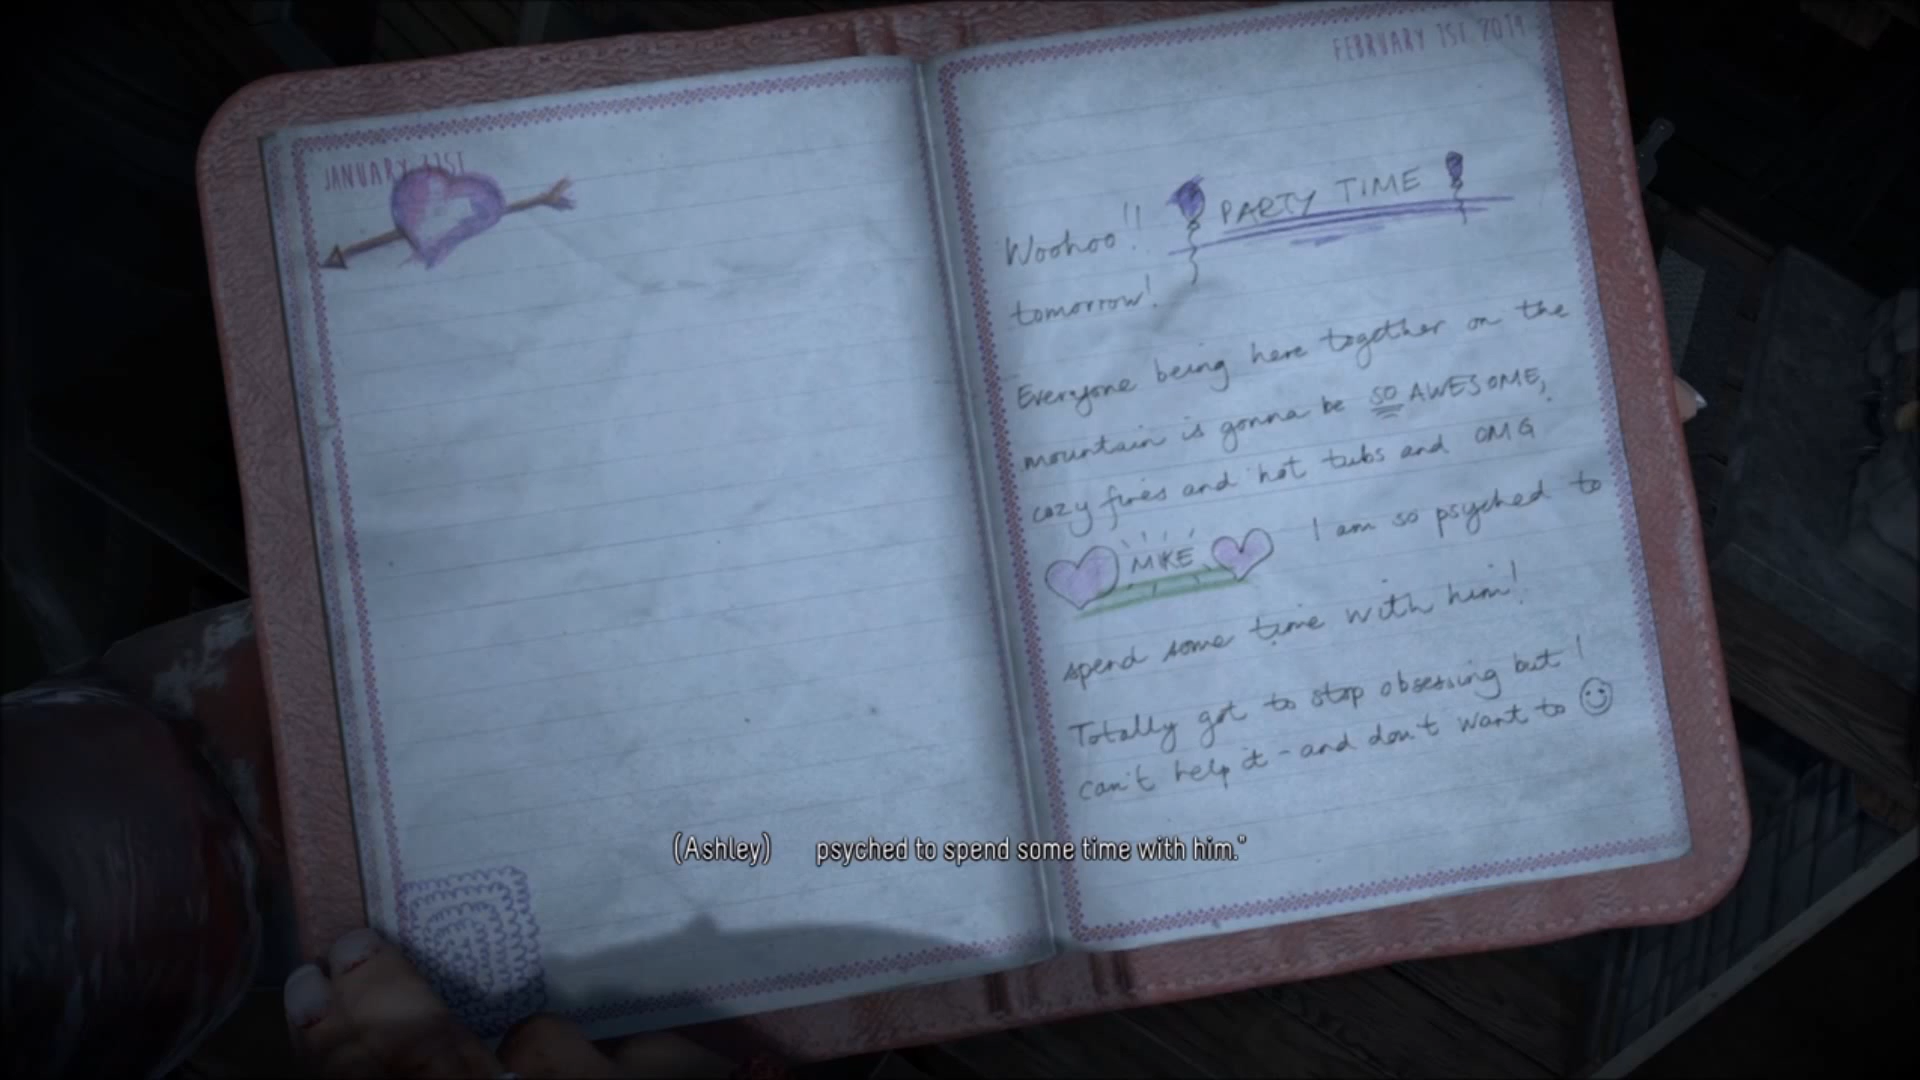 JANUARY 31ST
FEBRUARY 1ST 2014
Woohoo!! PARTY TIME
tomorrow!
Everyone being here together on the
mountain is gonna be SO AWESOME,
cozy fires and hot tubs and OMG
MIKE I am so psyched to
spend some time with him!
Totally got to stop obsessing but I
can't help it - and don't want to
(Ashley) psyched to spend some time with him."